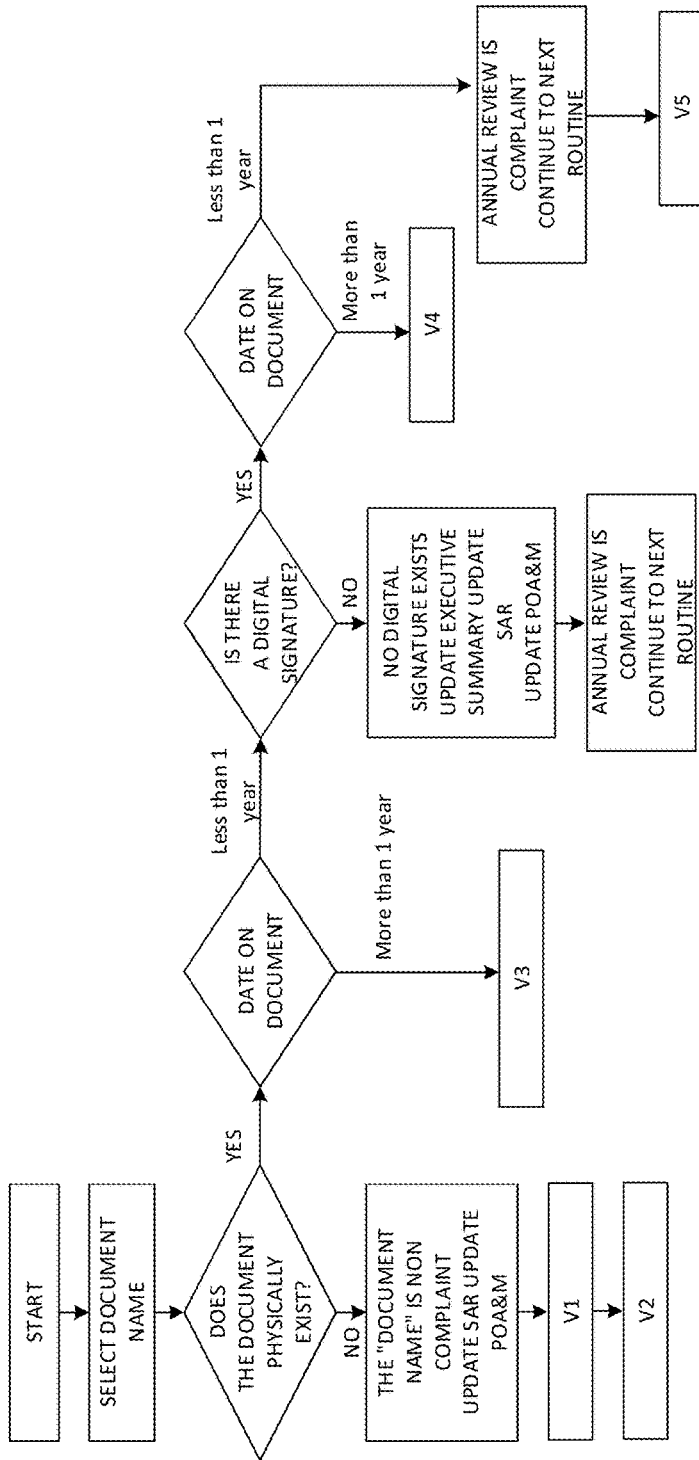 START
SELECT DOCUMENT
NAME
DOES
THE DOCUMENT
PHYSICALLY
EXIST?
NO
THE "DOCUMENT
NAME" IS NON
COMPLAINT
UPDATE SAR UPDATE
POA&M
V1
V2
YES
DATE ON
DOCUMENT
More than 1 year
V3
Less than 1
year
IS THERE
A DIGITAL
SIGNATURE?
NO
NO DIGITAL
SIGNATURE EXISTS
UPDATE EXECUTIVE
SUMMARY UPDATE
SAR
UPDATE POA&M
ANNUAL REVIEW IS
COMPLAINT
CONTINUE TO NEXT
ROUTINE
YES
DATE ON
DOCUMENT
More than
1 year
V4
Less than 1
year
ANNUAL REVIEW IS
COMPLAINT
CONTINUE TO NEXT
ROUTINE
V5